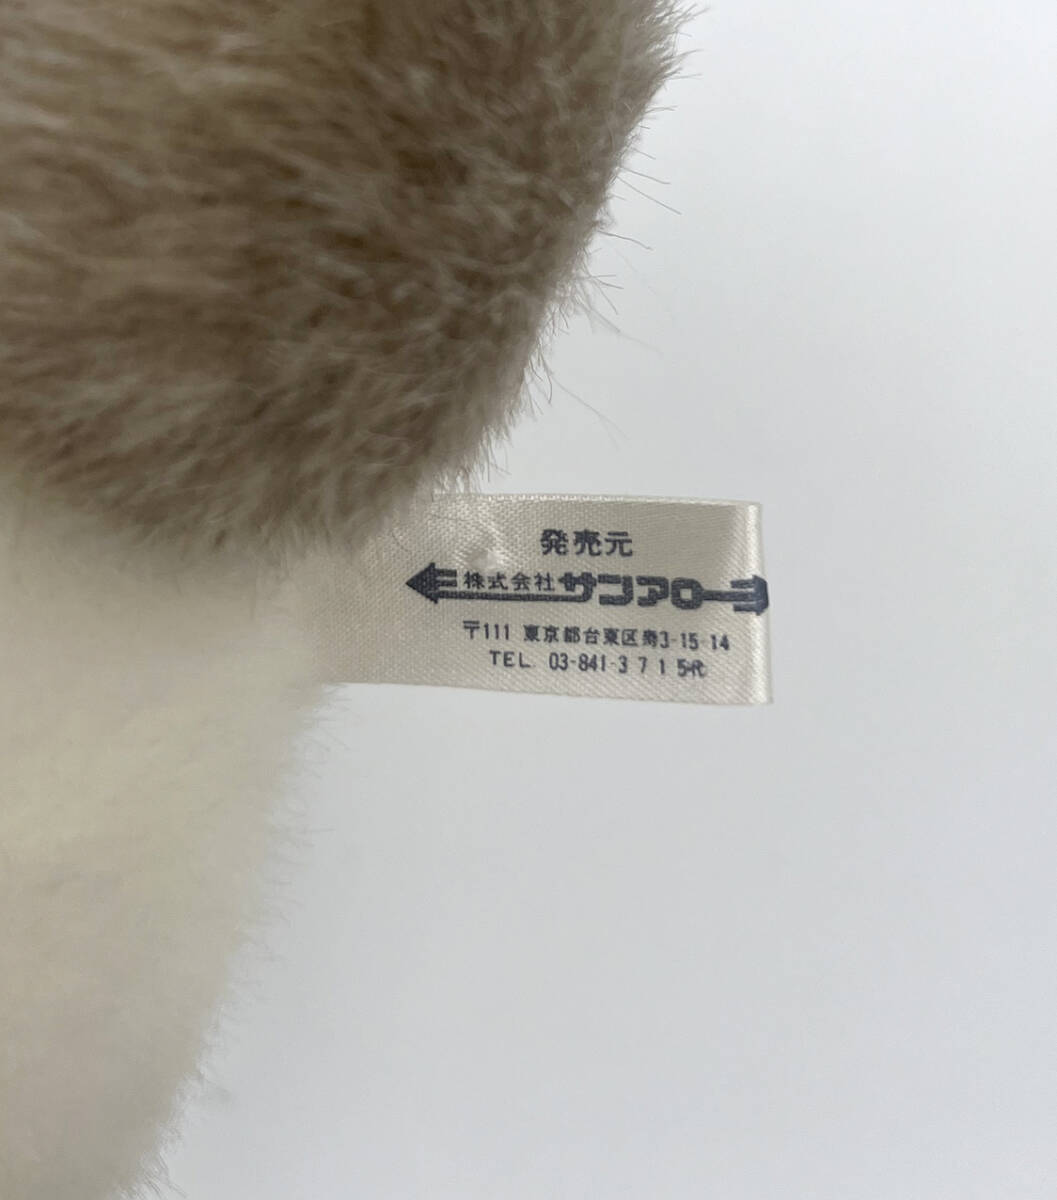 発売元
株式会社サンアロー
〒111 東京都台東区寿3-15-14
TEL. 03-841-3715代